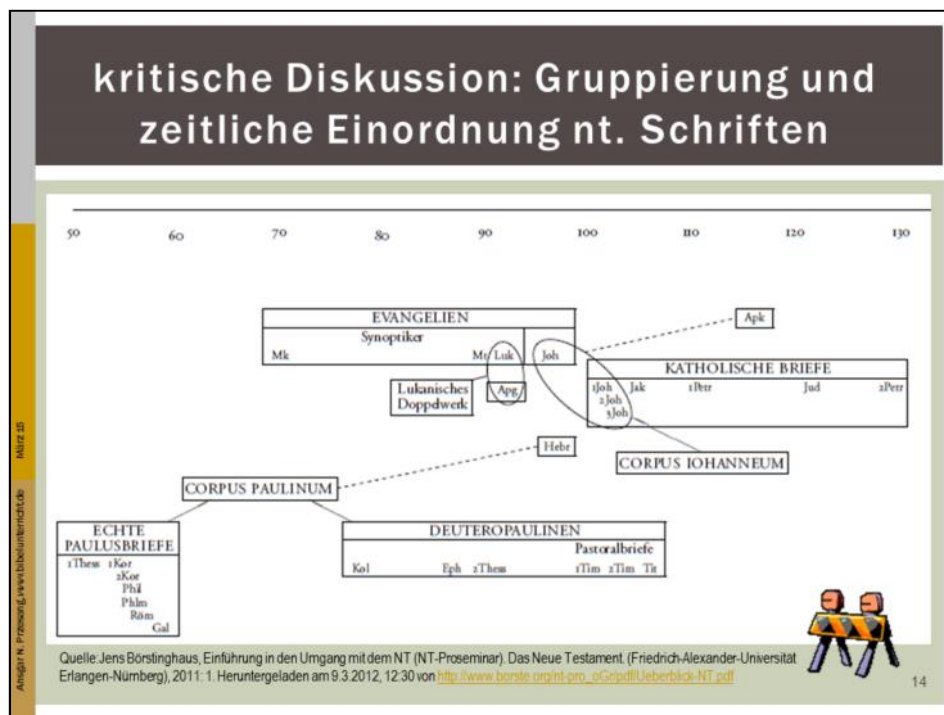 kritische Diskussion: Gruppierung und
zeitliche Einordnung nt. Schriften
50 60 70 80 90 100 110 120 130
EVANGELIEN
Synoptiker
Mk Mt Luk Joh
Apk
Lukanisches
Doppelwerk
Apg
KATHOLISCHE BRIEFE
1Joh Jak 1Petr Jud 2Petr
2Joh
3Joh
Hebr
CORPUS IOHANNEUM
CORPUS PAULINUM
ECHTE
PAULUSBRIEFE
1Thess 1Kor
2Kor
Phil
Phlm
Röm
Gal
DEUTEROPAULINEN
Pastoralbriefe
Kol Eph 2Thess 1Tim 2Tim Tit
Quelle: Jens Börstinghaus, Einführung in den Umgang mit dem NT (NT-Proseminar). Das Neue Testament. (Friedrich-Alexander-Universität
Erlangen-Nürnberg), 2011: 1. Heruntergeladen am 9.3.2012, 12:30 von http://www.borste.org/nt-pro_oGr/pdf/Ueberblick-NT.pdf
14
Ansgar N. Przesang, www.bibelunterricht.de März 15